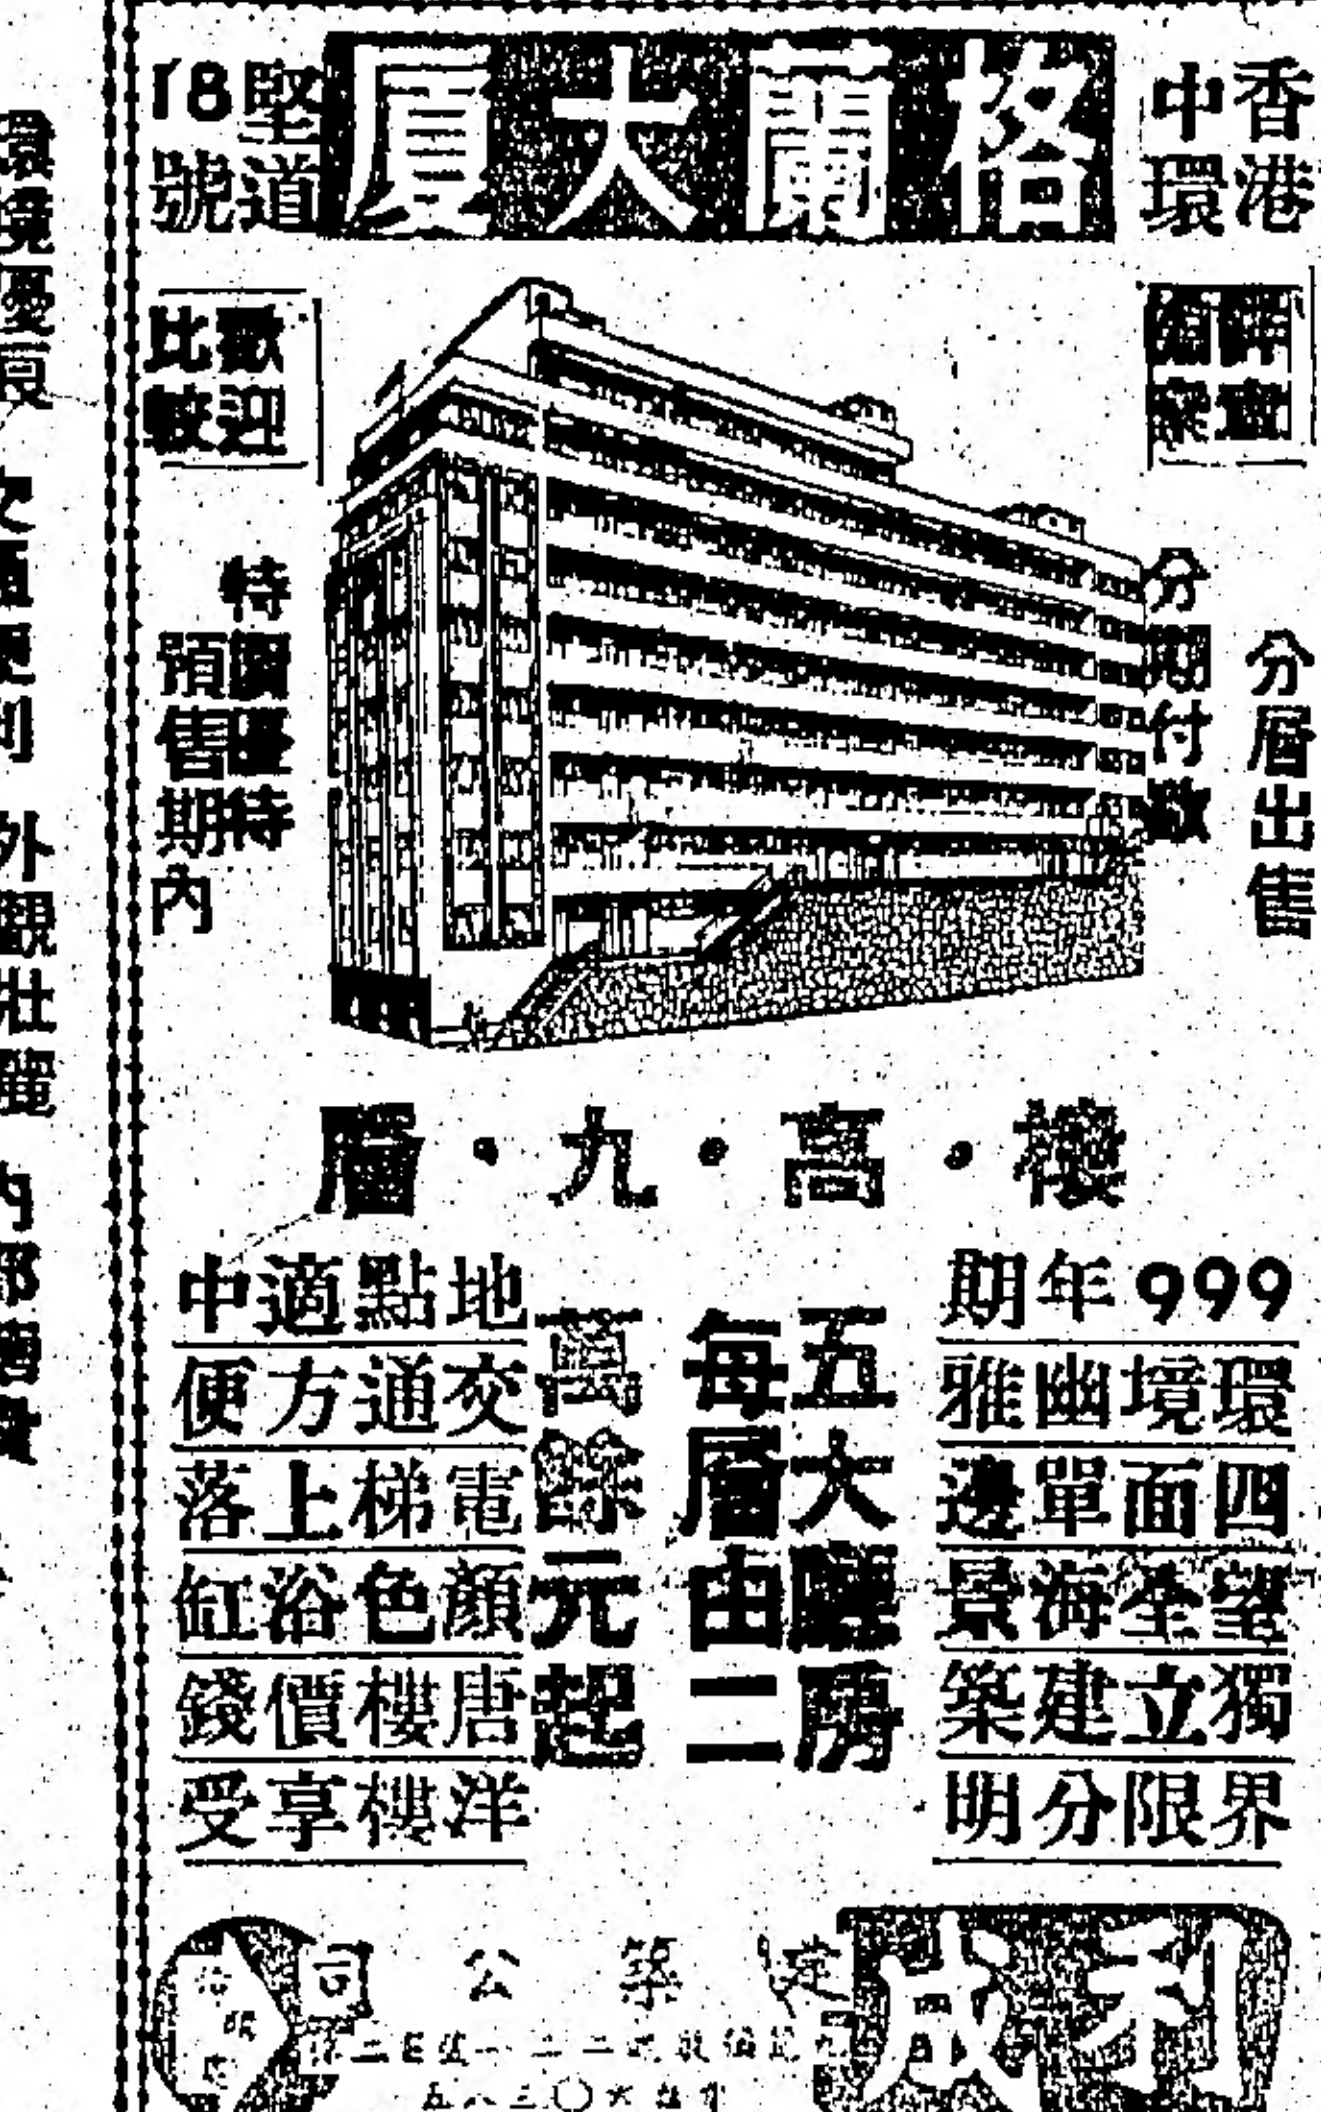 香港
中環
格蘭大厦
堅道
18號
分層出售
分期付款
歡迎
比較
特價優待
預售期內
樓·高·九·層
999年期
環境幽雅
四面單邊
望全海景
獨立建築
界限分明
五大睡房
每層由二
萬餘元起
地點適中
交通方便
電梯上落
顏色浴缸
唐樓價錢
洋樓享受
利成
建築公司
外觀壯麗